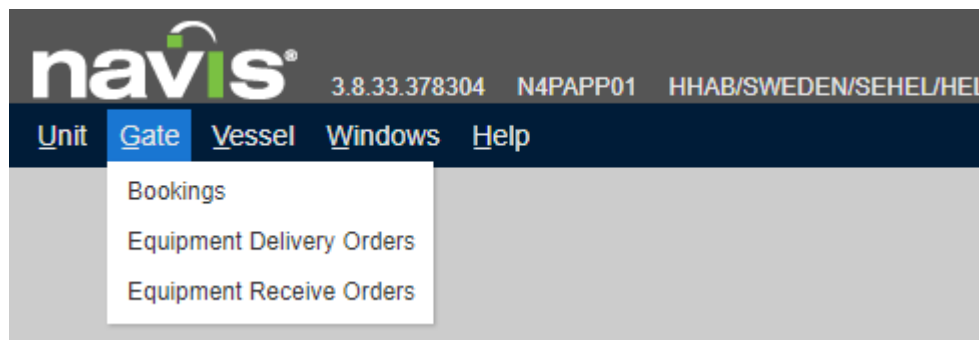 navis®
3.8.33.378304 N4PAPP01 HHAB/SWEDEN/SEHEL/HEL
Unit Gate Vessel Windows Help
Bookings
Equipment Delivery Orders
Equipment Receive Orders